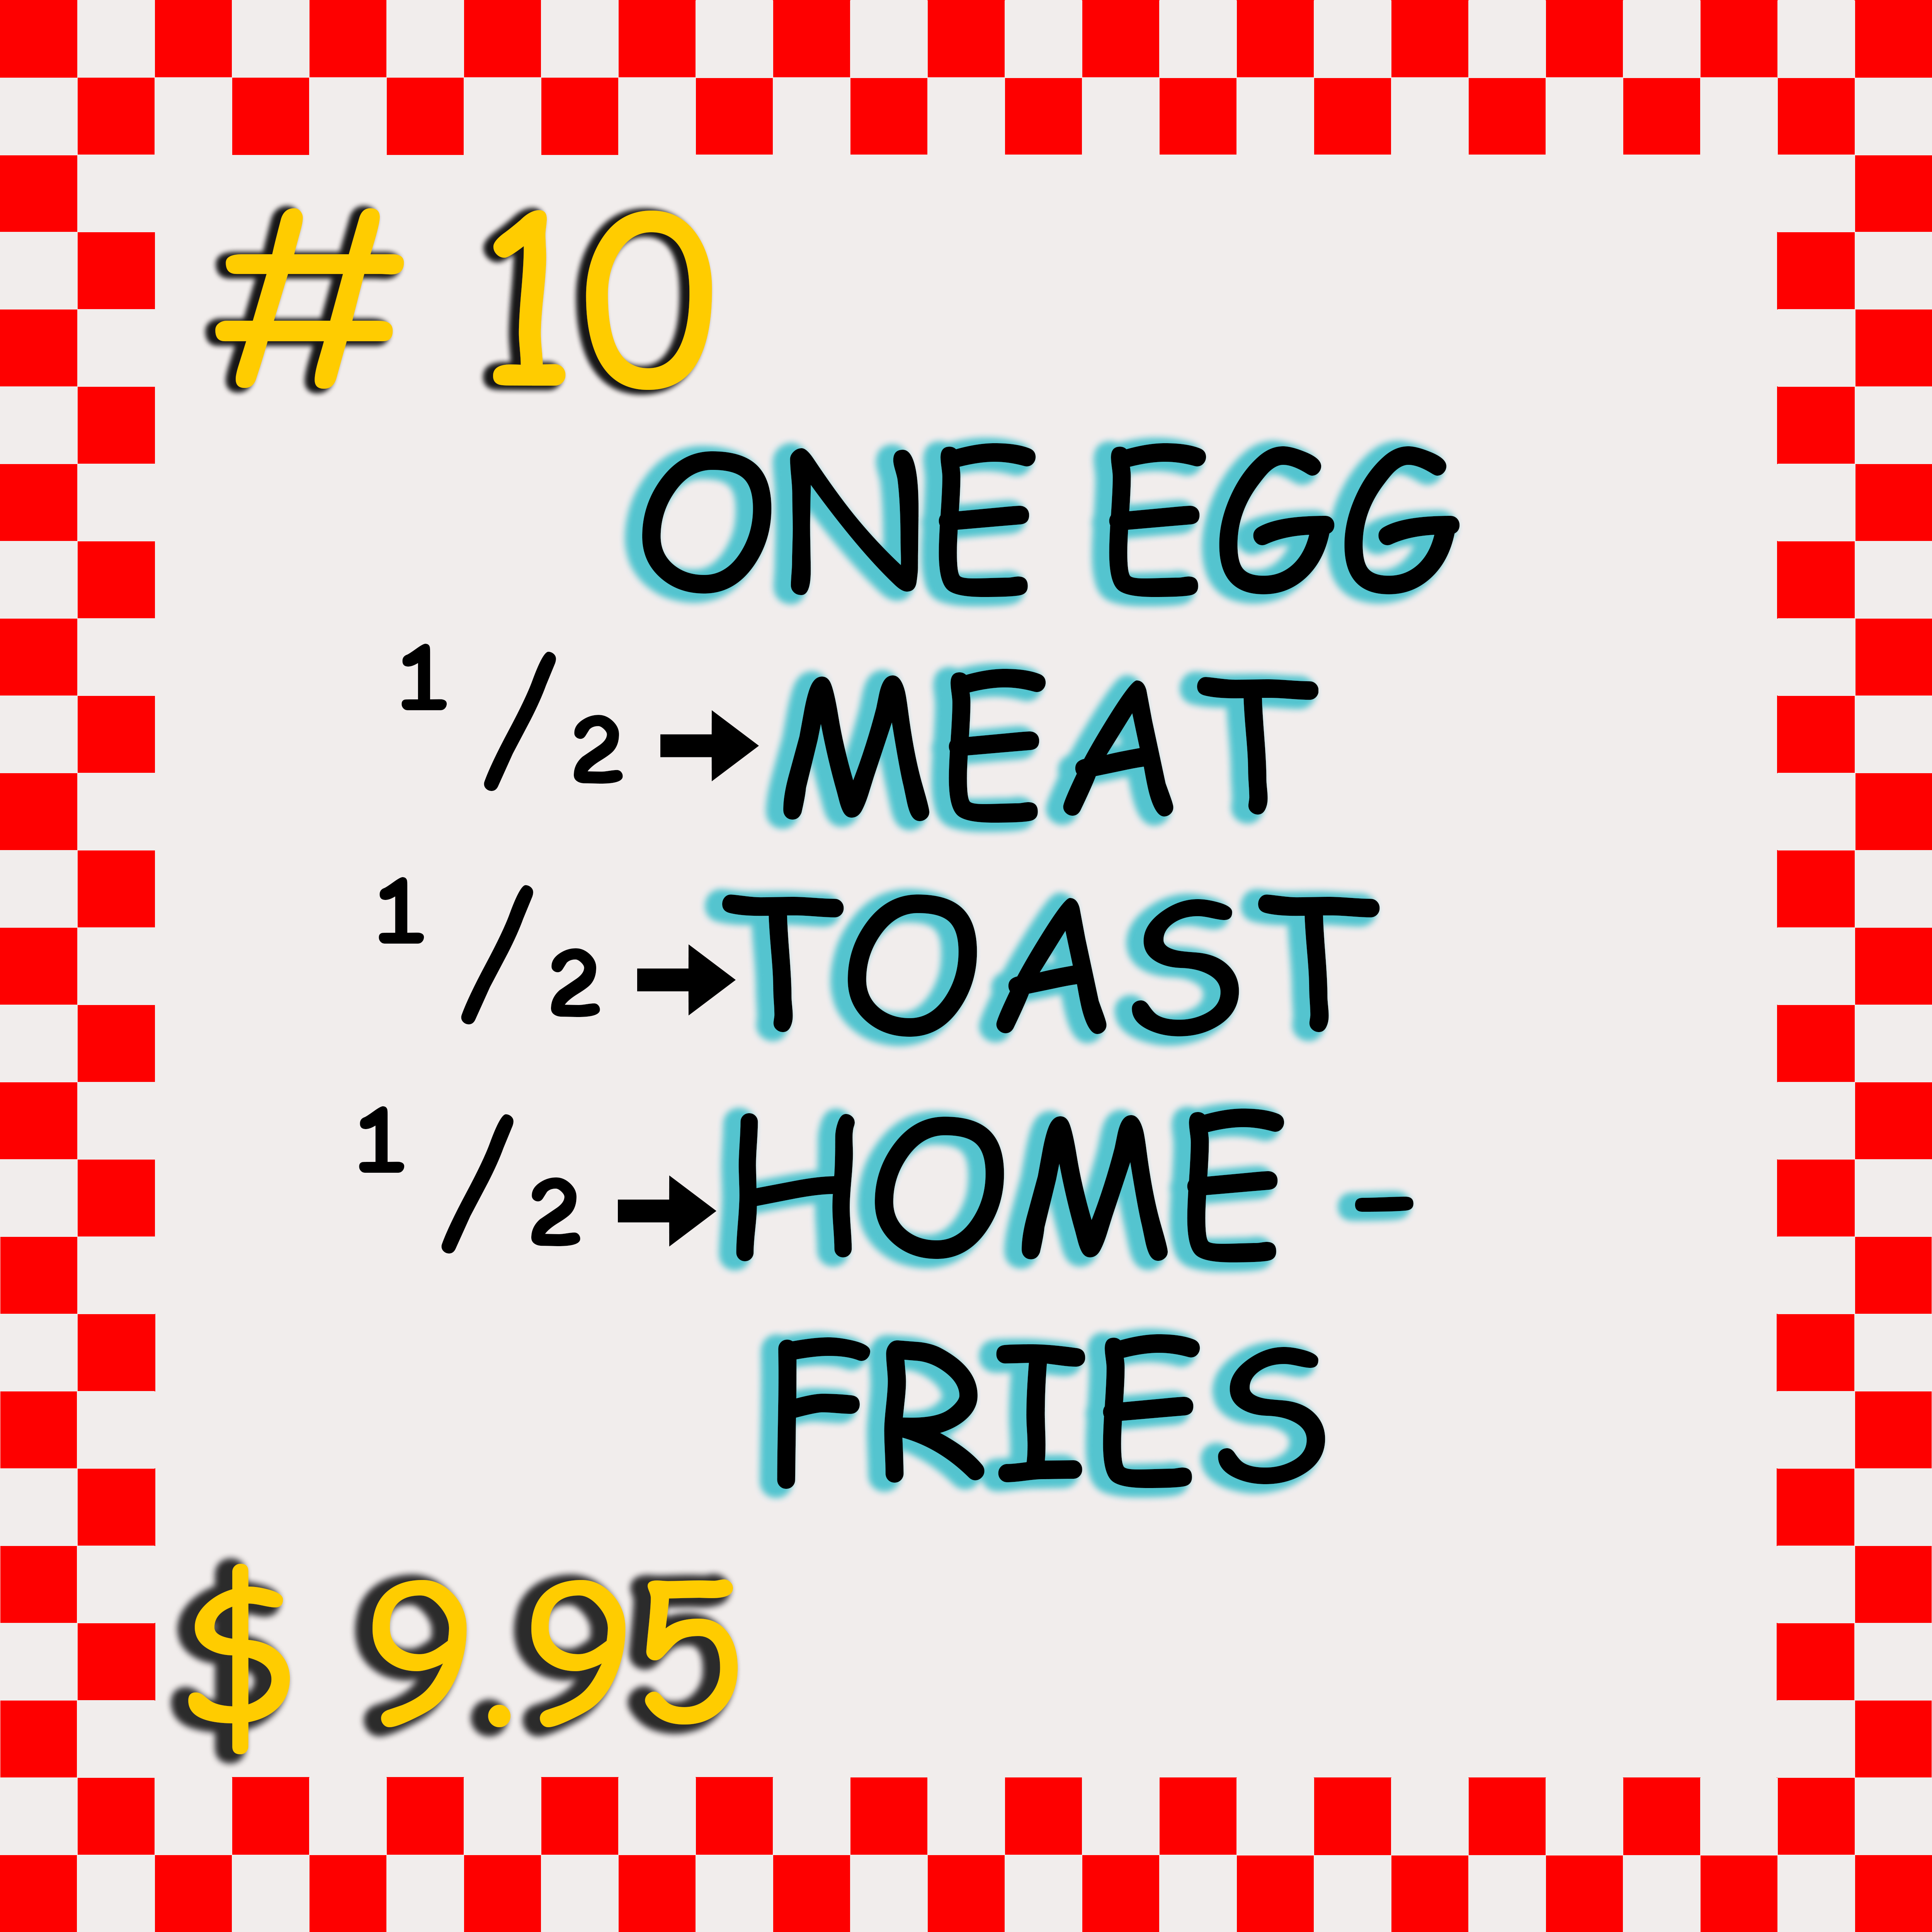 # 10
ONE EGG
1/2 → MEAT
1/2 → TOAST
1/2 → HOME -
FRIES
$ 9.95